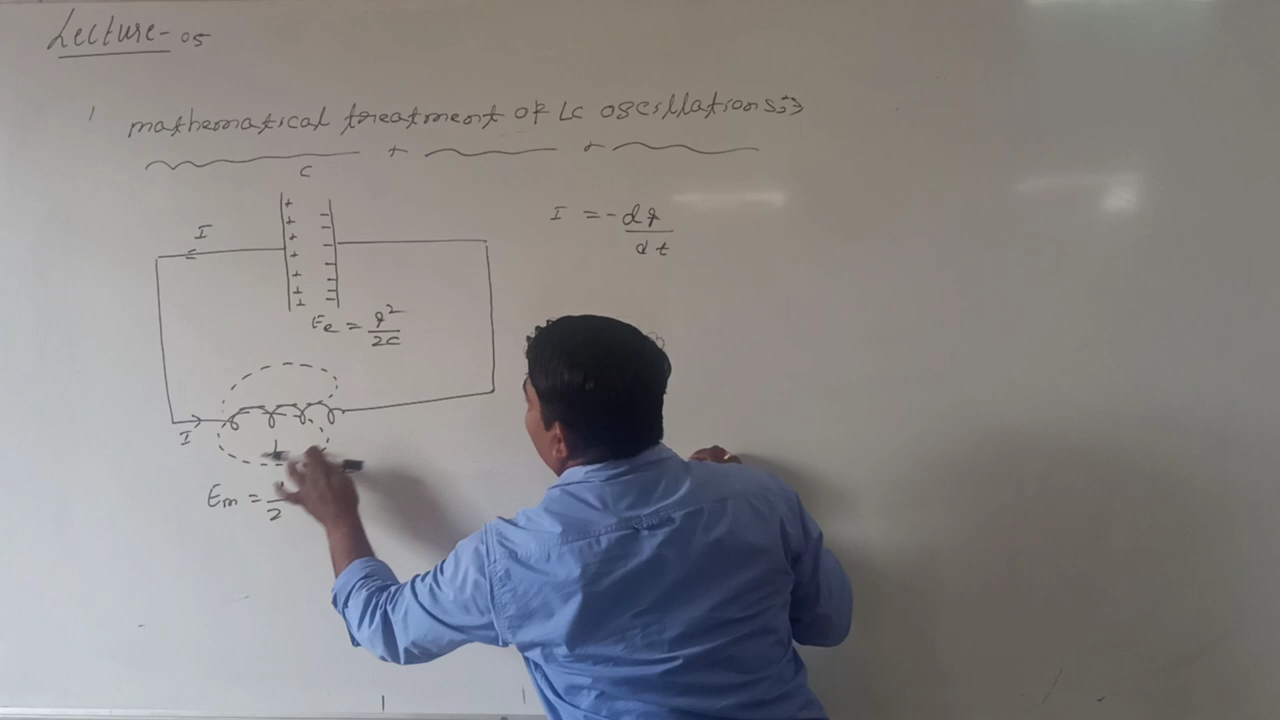 Lecture-05
mathematical treatment of LC oscillations:→
C
I
I = -dq/dt
+ + + + + + +
- - - - - - -
Ee = q²/2C
I
L
Em = 1/2